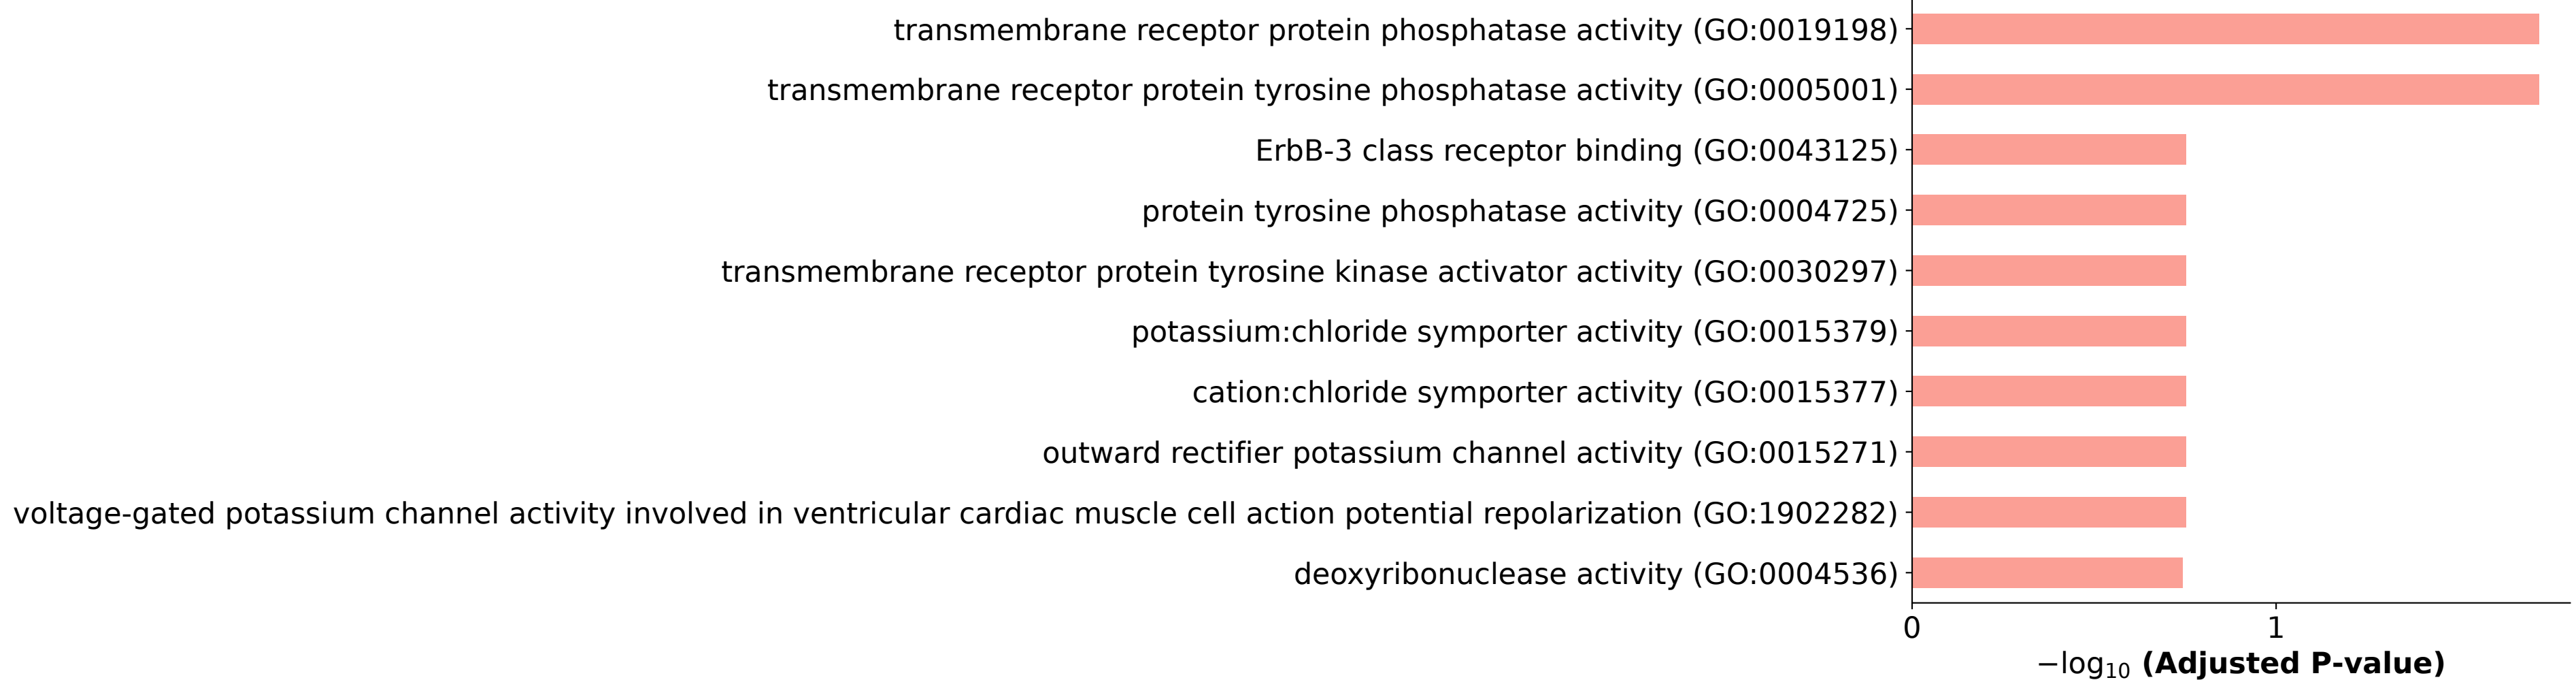 transmembrane receptor protein phosphatase activity (GO:0019198)
transmembrane receptor protein tyrosine phosphatase activity (GO:0005001)
ErbB-3 class receptor binding (GO:0043125)
protein tyrosine phosphatase activity (GO:0004725)
transmembrane receptor protein tyrosine kinase activator activity (GO:0030297)
potassium:chloride symporter activity (GO:0015379)
cation:chloride symporter activity (GO:0015377)
outward rectifier potassium channel activity (GO:0015271)
voltage-gated potassium channel activity involved in ventricular cardiac muscle cell action potential repolarization (GO:1902282)
deoxyribonuclease activity (GO:0004536)
0 1
−log₁₀ (Adjusted P-value)